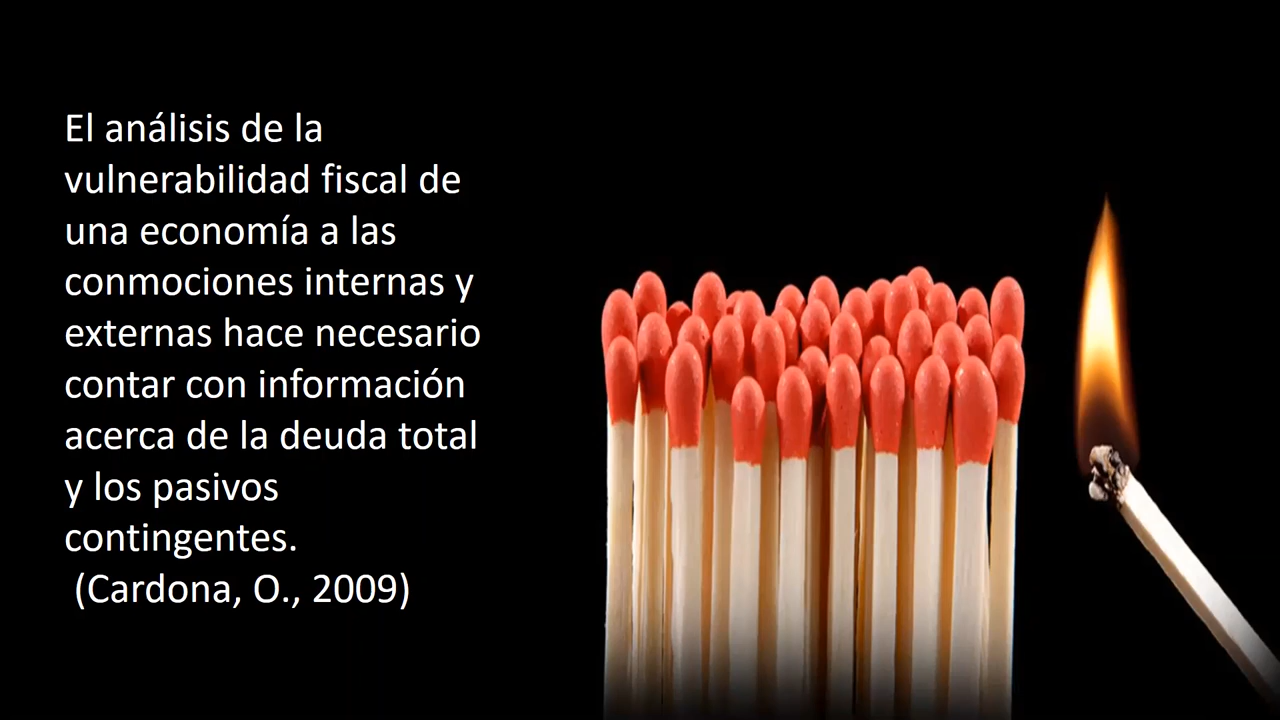 El análisis de la
vulnerabilidad fiscal de
una economía a las
conmociones internas y
externas hace necesario
contar con información
acerca de la deuda total
y los pasivos
contingentes.
(Cardona, O., 2009)